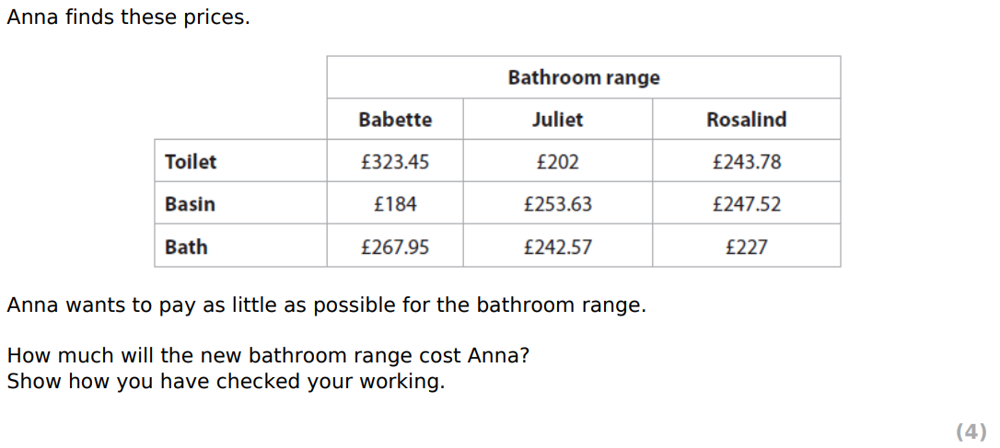 Anna finds these prices.
Bathroom range
Babette Juliet Rosalind
Toilet £323.45 £202 £243.78
Basin £184 £253.63 £247.52
Bath £267.95 £242.57 £227
Anna wants to pay as little as possible for the bathroom range.
How much will the new bathroom range cost Anna?
Show how you have checked your working.
(4)